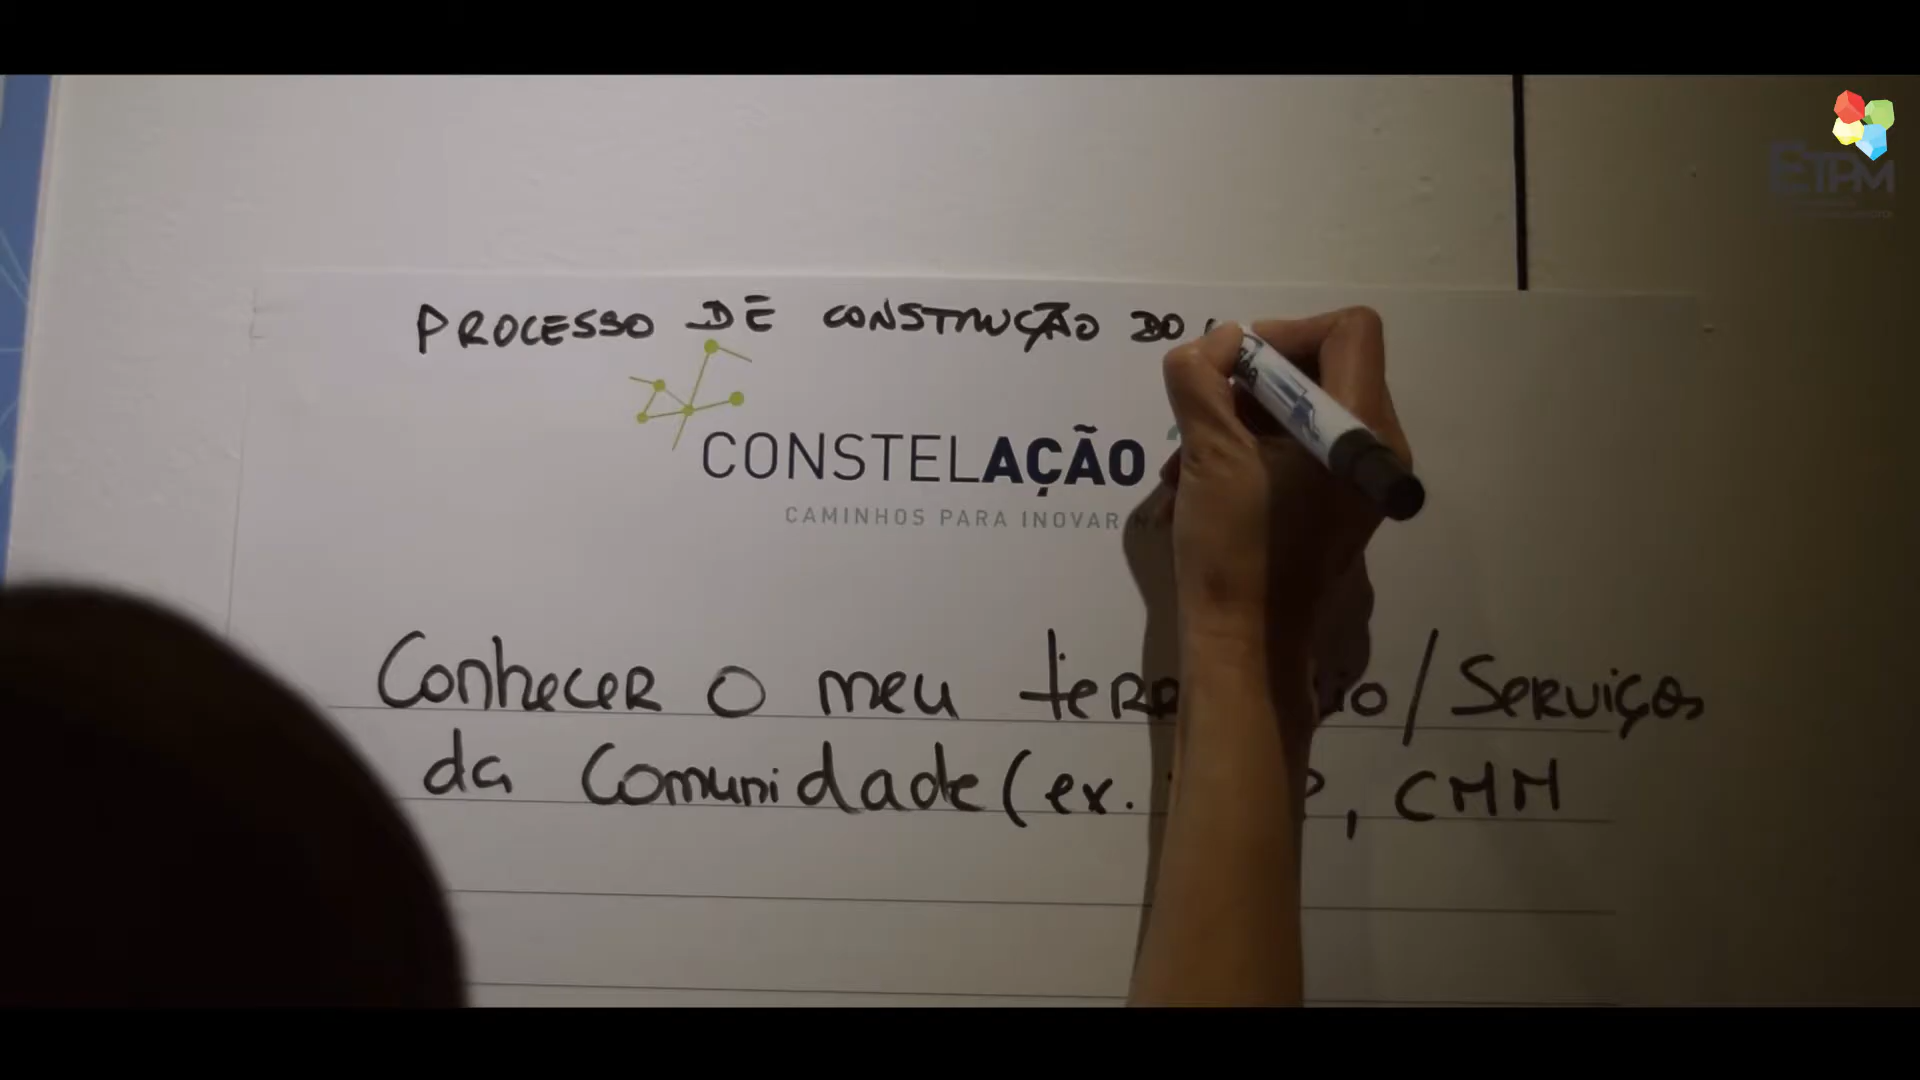 ETPM
PROCESSO DE CONSTRUÇÃO DO
CONSTELAÇÃO
CAMINHOS PARA INOVAR
Conhecer o meu /Serviços
da Comunidade (ex. , CMM